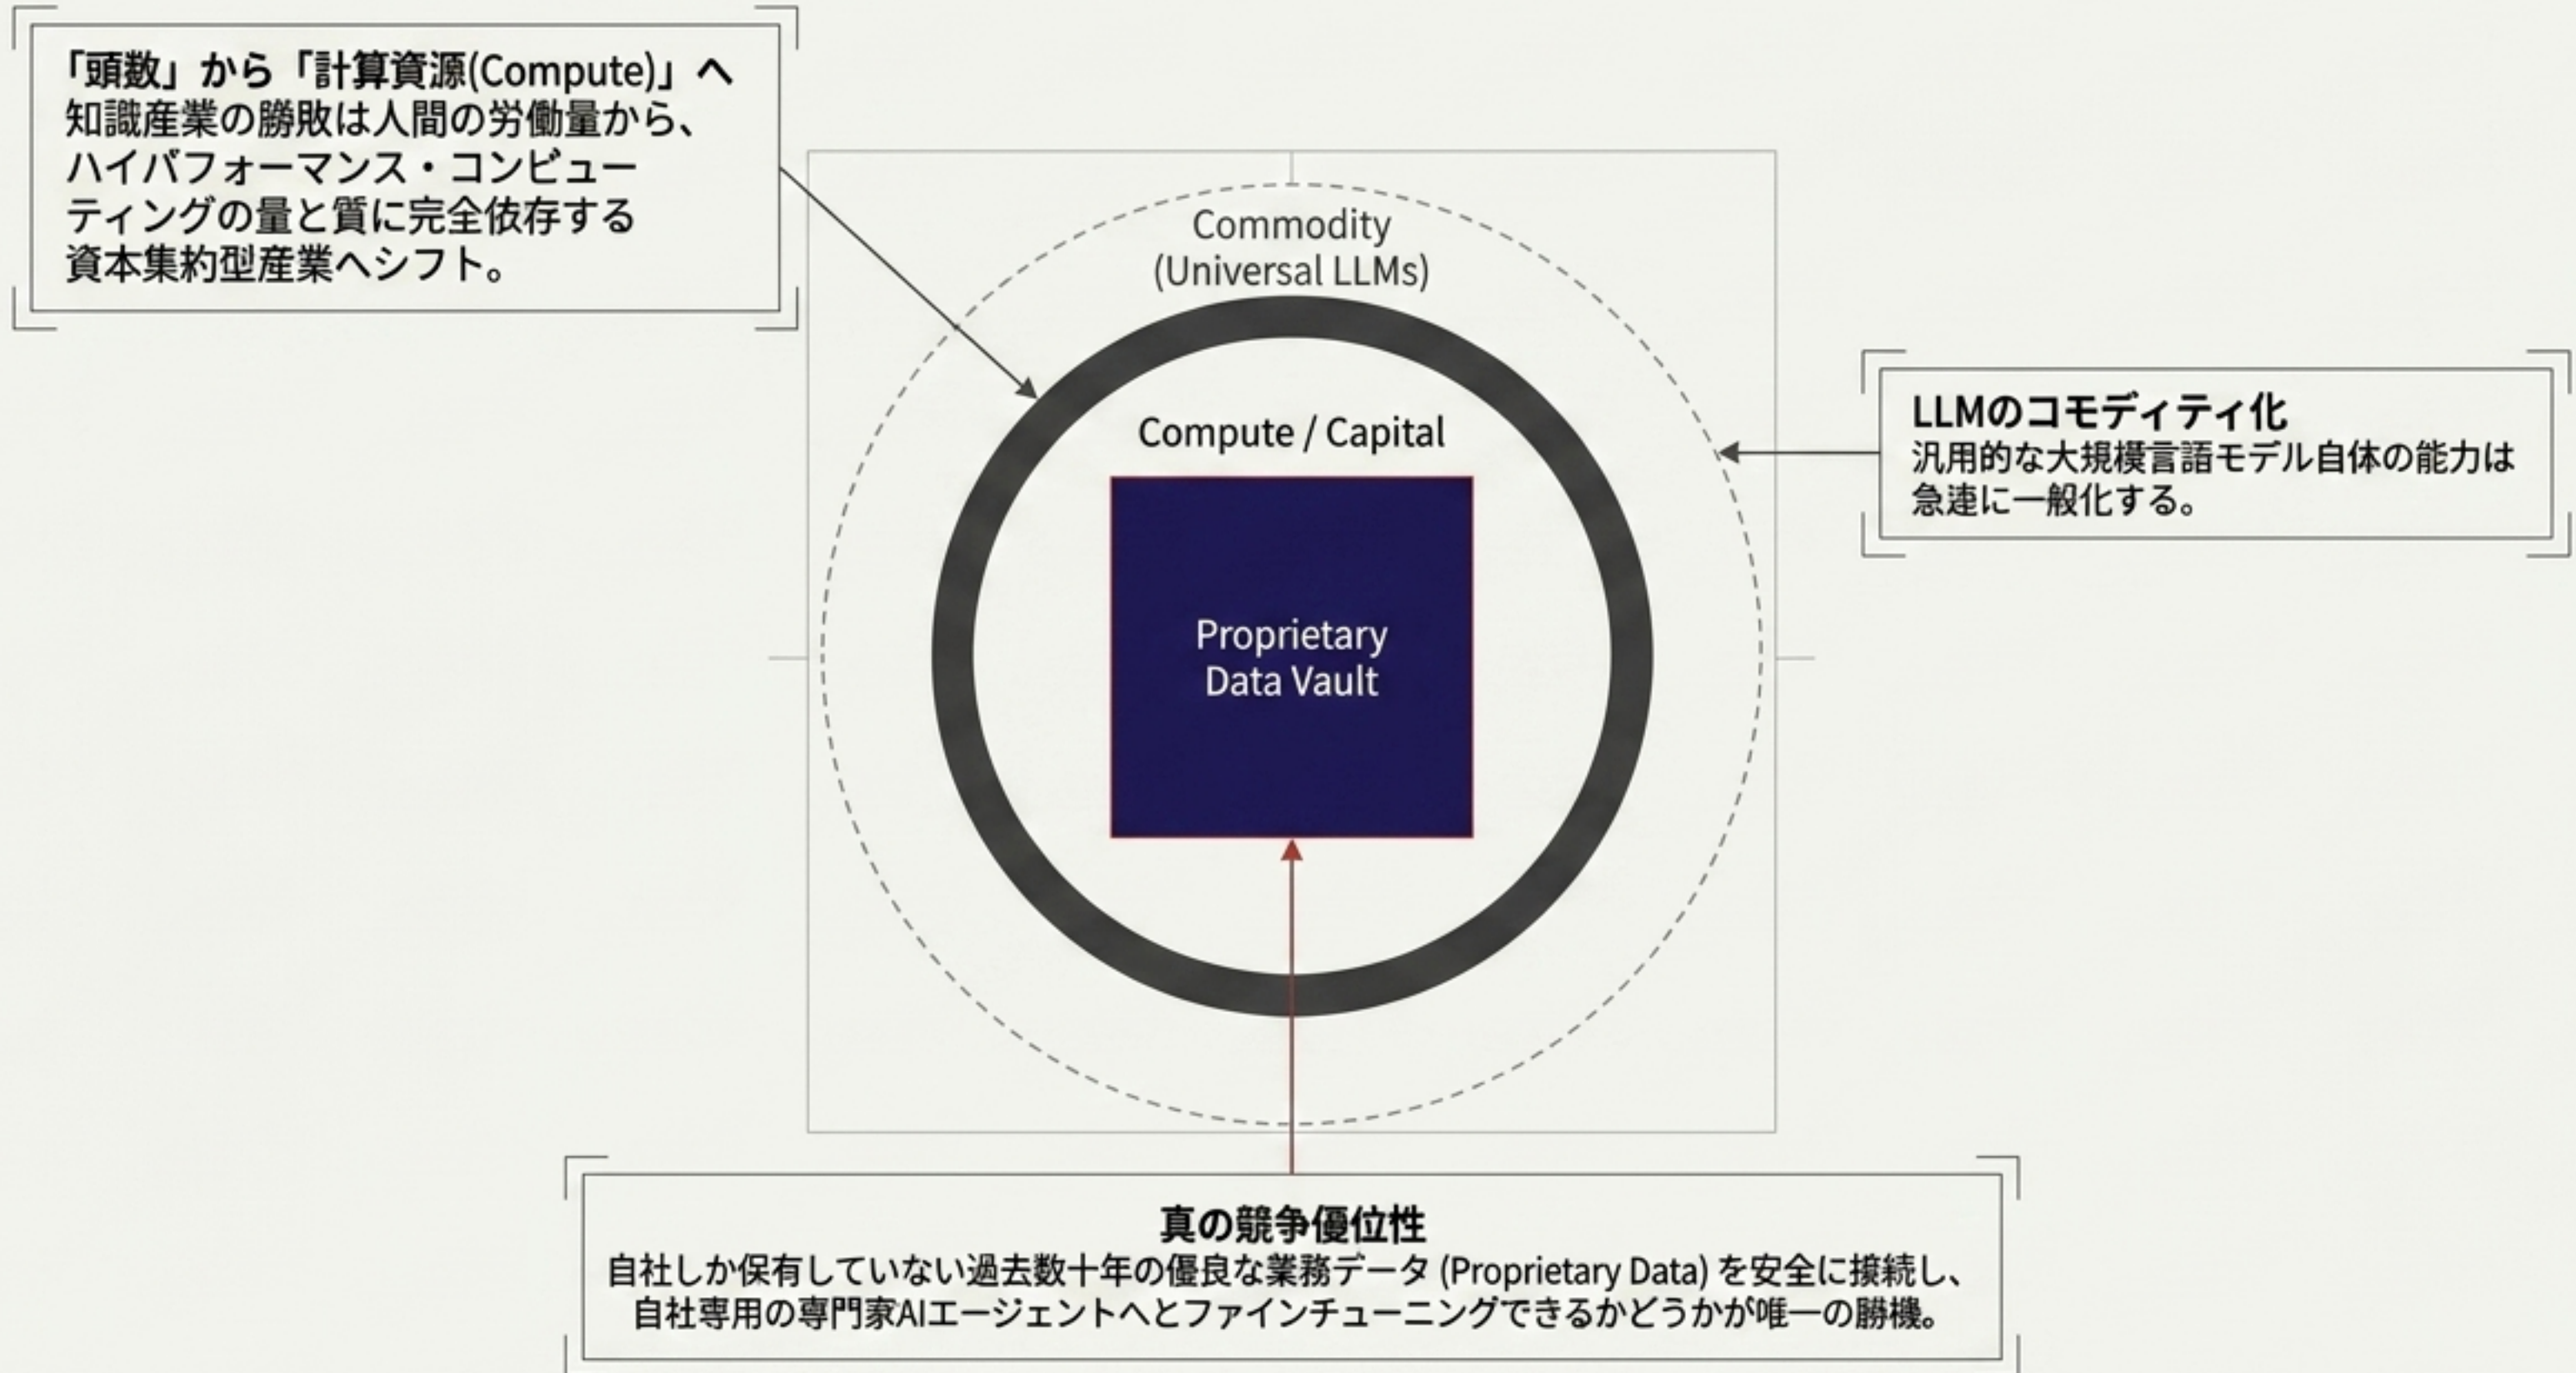 「頭数」から「計算資源(Compute)」へ
知識産業の勝敗は人間の労働量から、
ハイパフォーマンス・コンピュー
ティングの量と質に完全依存する
資本集約型産業へシフト。
Commodity
(Universal LLMs)
Compute / Capital
Proprietary
Data Vault
LLMのコモディティ化
汎用的な大規模言語モデル自体の能力は
急速に一般化する。
真の競争優位性
自社しか保有していない過去数十年の優良な業務データ (Proprietary Data) を安全に接続し、
自社専用の専門家AIエージェントへとファインチューニングできるかどうかが唯一の勝機。